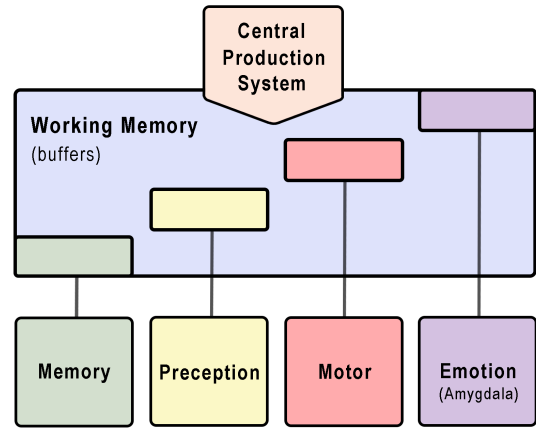 Central
Production
System
Working Memory
(buffers)
Memory
Preception
Motor
Emotion
(Amygdala)